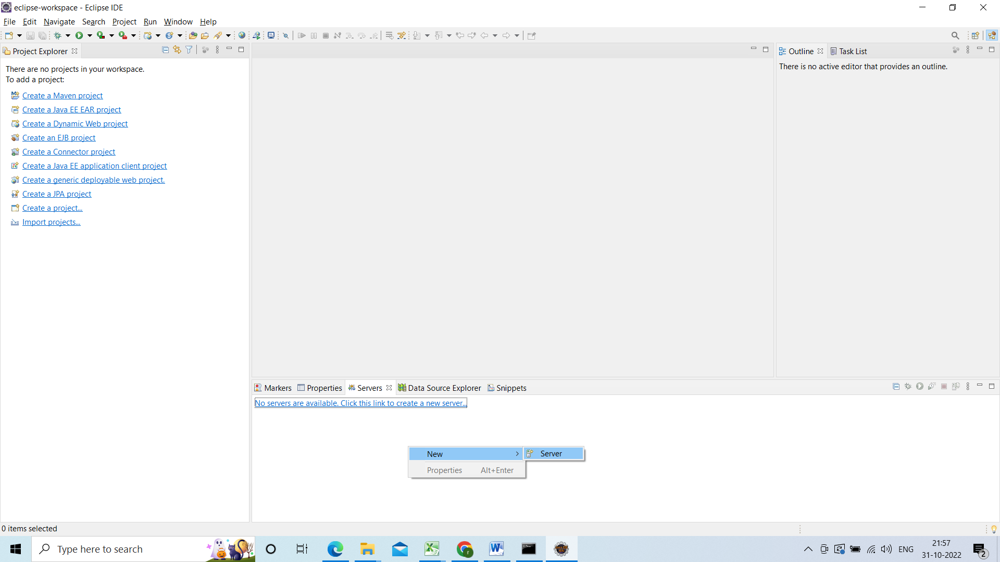 eclipse-workspace - Eclipse IDE
File Edit Navigate Search Project Run Window Help
Project Explorer
There are no projects in your workspace.
To add a project:
Create a Maven project
Create a Java EE EAR project
Create a Dynamic Web project
Create an EJB project
Create a Connector project
Create a Java EE application client project
Create a generic deployable web project.
Create a JPA project
Create a project...
Import projects...
Outline Task List
There is no active editor that provides an outline.
Markers Properties Servers Data Source Explorer Snippets
No servers are available. Click this link to create a new server...
New Server
Properties Alt+Enter
0 items selected
Type here to search
ENG
21:57
31-10-2022
2